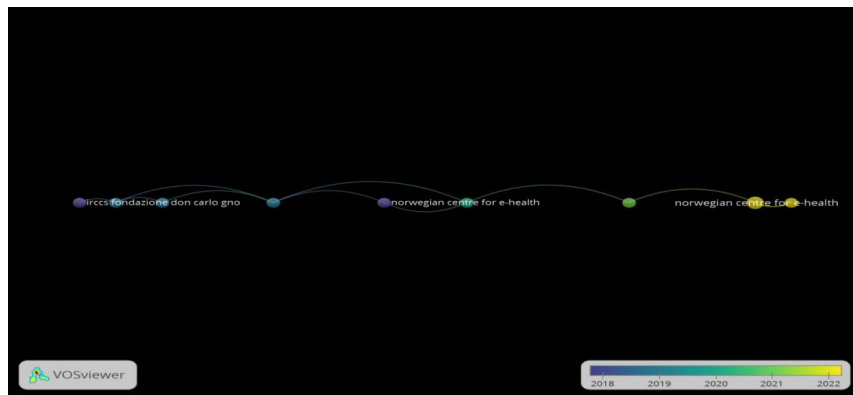 irccs fondazione don carlo gno
norwegian centre for e-health
norwegian centre for e-health
VOSviewer
2018 2019 2020 2021 2022